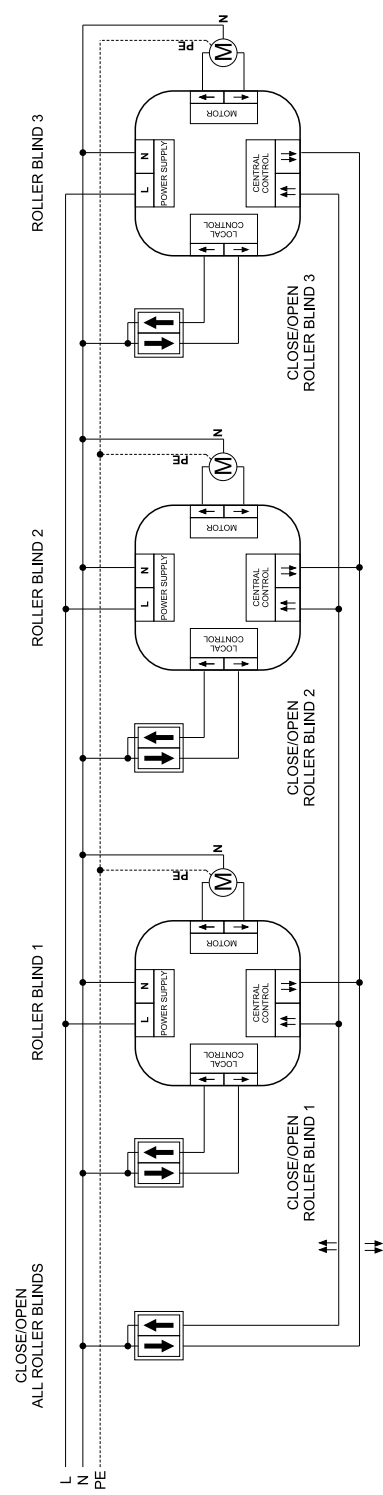 CLOSE/OPEN
ALL ROLLER BLINDS
L
N
PE
ROLLER BLIND 1
L
N
POWER SUPPLY
LOCAL
CONTROL
CENTRAL
CONTROL
MOTOR
M
PE
N
CLOSE/OPEN
ROLLER BLIND 1
ROLLER BLIND 2
L
N
POWER SUPPLY
LOCAL
CONTROL
CENTRAL
CONTROL
MOTOR
M
PE
N
CLOSE/OPEN
ROLLER BLIND 2
ROLLER BLIND 3
L
N
POWER SUPPLY
LOCAL
CONTROL
CENTRAL
CONTROL
MOTOR
M
PE
N
CLOSE/OPEN
ROLLER BLIND 3